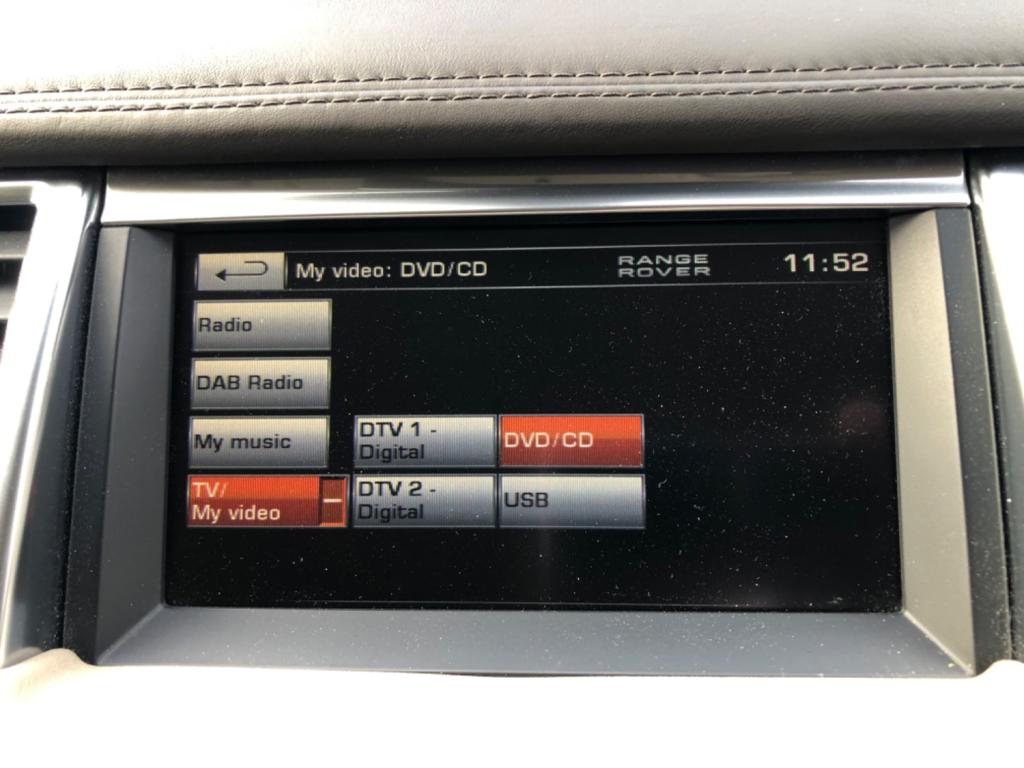 My video: DVD/CD
RANGE
ROVER
11:52
Radio
DAB Radio
My music
DTV 1 -
Digital
DVD/CD
TV/
My video
DTV 2 -
Digital
USB